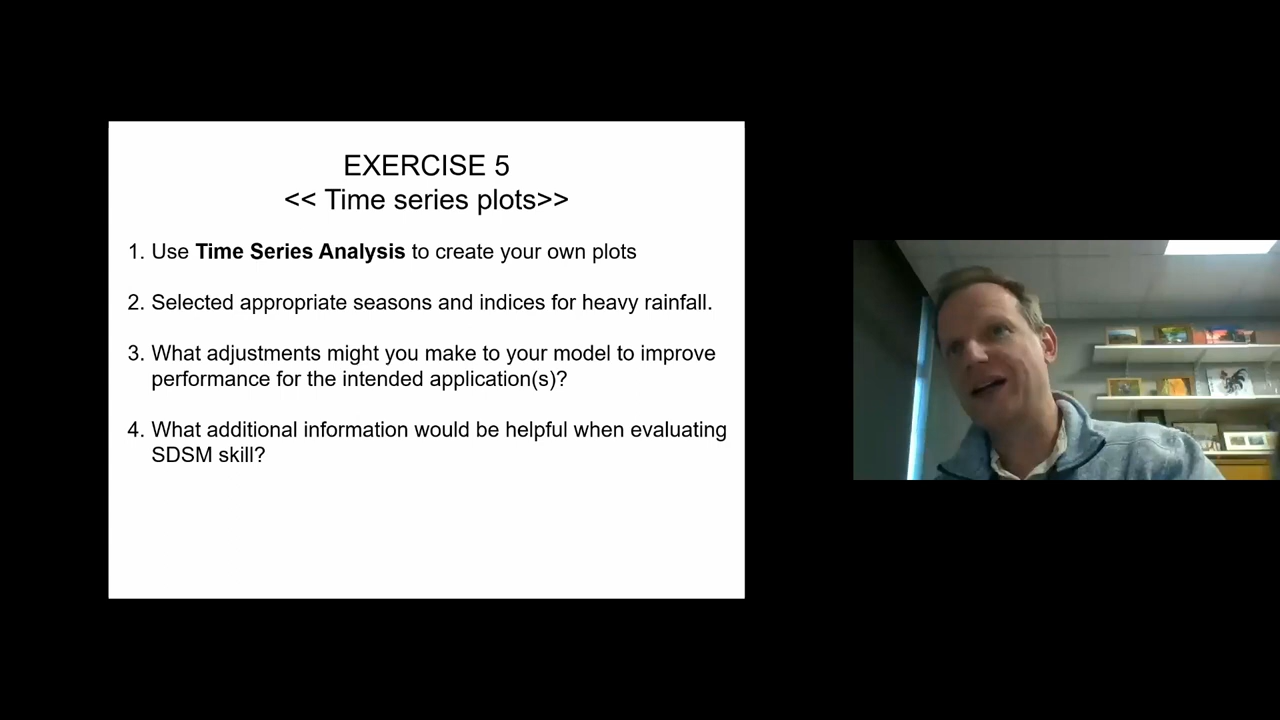 EXERCISE 5
<< Time series plots>>
1. Use Time Series Analysis to create your own plots
2. Selected appropriate seasons and indices for heavy rainfall.
3. What adjustments might you make to your model to improve
performance for the intended application(s)?
4. What additional information would be helpful when evaluating
SDSM skill?